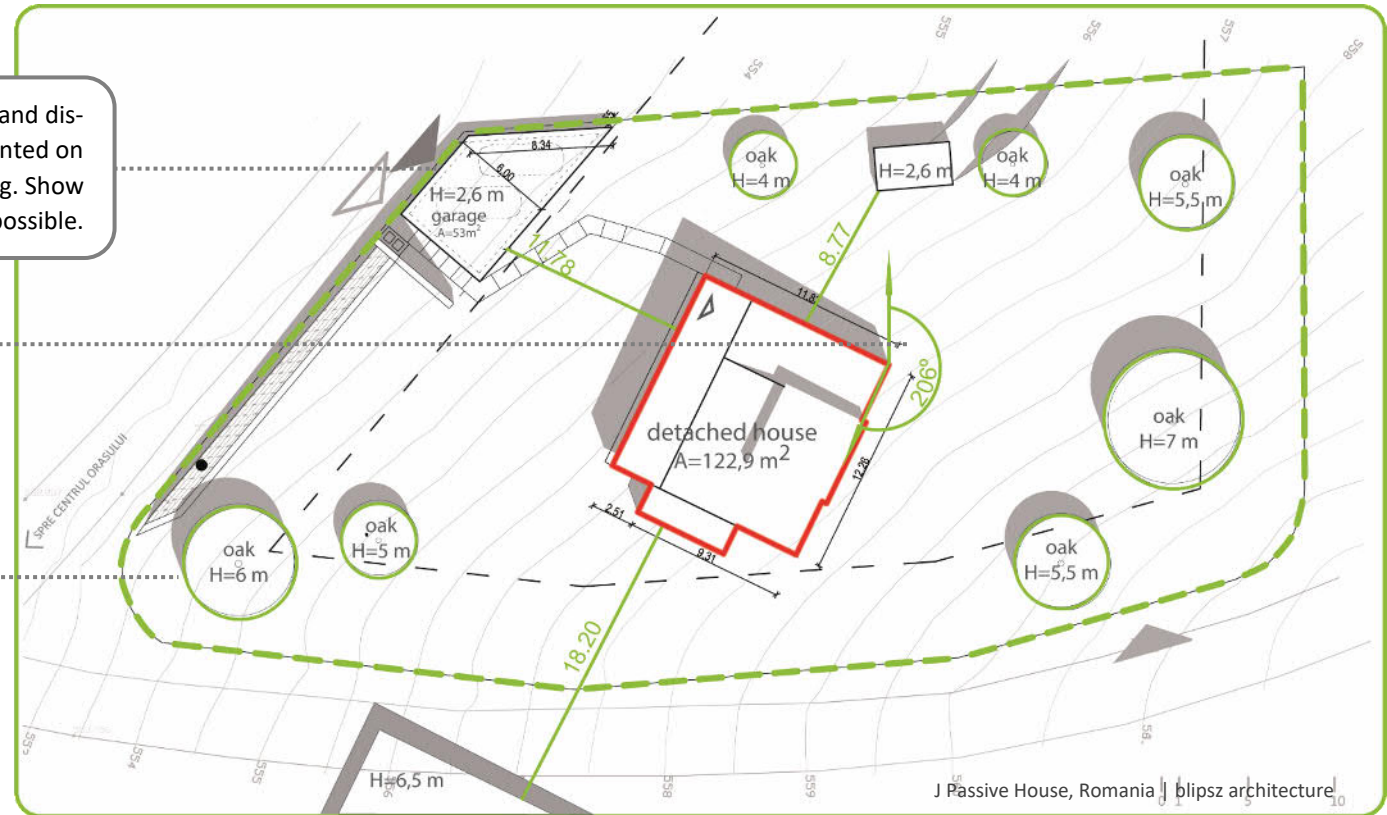 and dis-
nted on
g. Show
possible.
554
555
556
557
558
8.34
6.00
H=2,6 m
garage
A=53m²
oak
H=4 m
H=2,6 m
oak
H=4 m
oak
H=5,5 m
11.78
8.77
206°
detached house
A=122,9 m²
12.28
oak
H=7 m
SPRE CENTRUL ORASULUI
oak
H=6 m
oak
H=5 m
2.51
9.31
oak
H=5,5 m
18.20
554
555
556
558
559
H=6,5 m
J Passive House, Romania | blipsz architecture
0 1 5 10